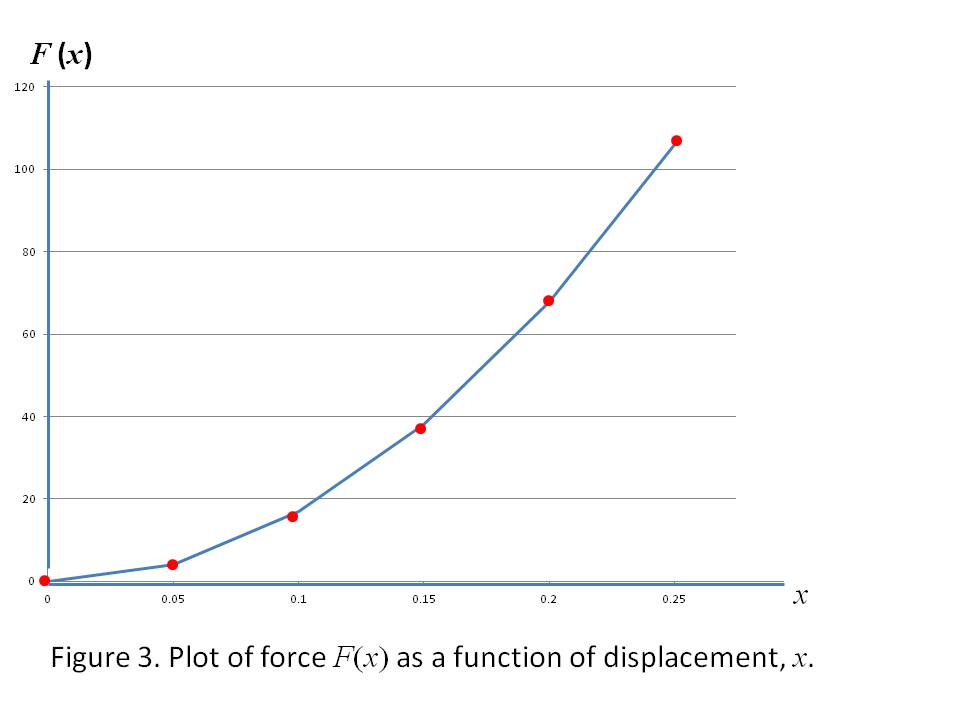 F (x)
120
100
80
60
40
20
0
0 0.05 0.1 0.15 0.2 0.25
x
Figure 3. Plot of force F(x) as a function of displacement, x.